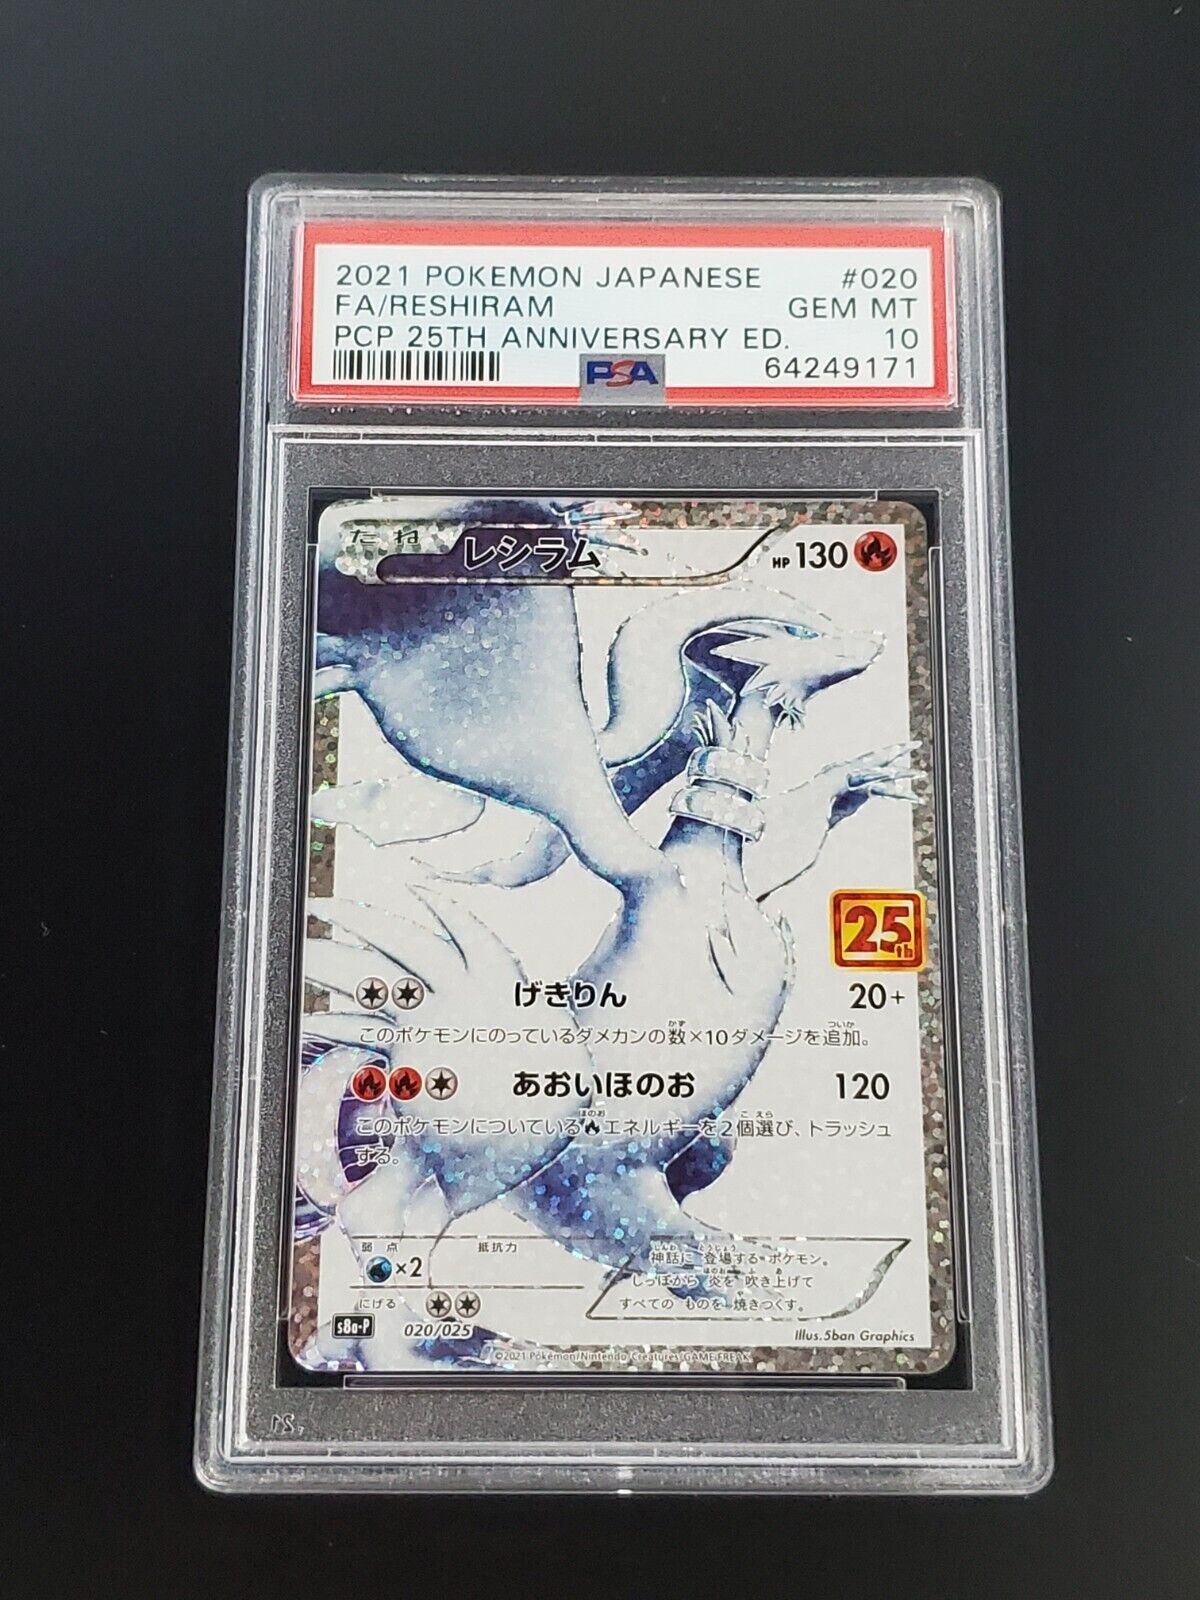 2021 POKEMON JAPANESE #020
FA/RESHIRAM GEM MT
PCP 25TH ANNIVERSARY ED. 10
PSA 64249171
たね レシラム HP 130
25th
げきりん 20+
このポケモンにのっているダメカンの数×10ダメージを追加。
あおいほのお 120
このポケモンについているエネルギーを2個選び、トラッシュ
する。
弱点 抵抗力
×2
にげる
神話に 登場する ポケモン。
しっぽから 炎を 吹き上げて
すべての ものを 焼きつくす。
s8a-P 020/025 Illus. 5ban Graphics
©2021 Pokémon/Nintendo/Creatures/GAME FREAK